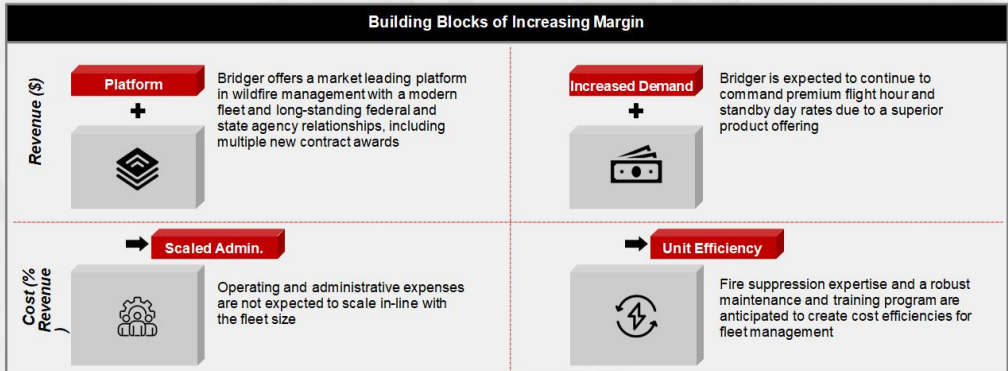 Building Blocks of Increasing Margin
Revenue ($)
Platform
+
Bridger offers a market leading platform
in wildfire management with a modern
fleet and long-standing federal and
state agency relationships, including
multiple new contract awards
Increased Demand
+
Bridger is expected to continue to
command premium flight hour and
standby day rates due to a superior
product offering
Cost (%
Revenue
)
Scaled Admin.
Operating and administrative expenses
are not expected to scale in-line with
the fleet size
Unit Efficiency
Fire suppression expertise and a robust
maintenance and training program are
anticipated to create cost efficiencies for
fleet management